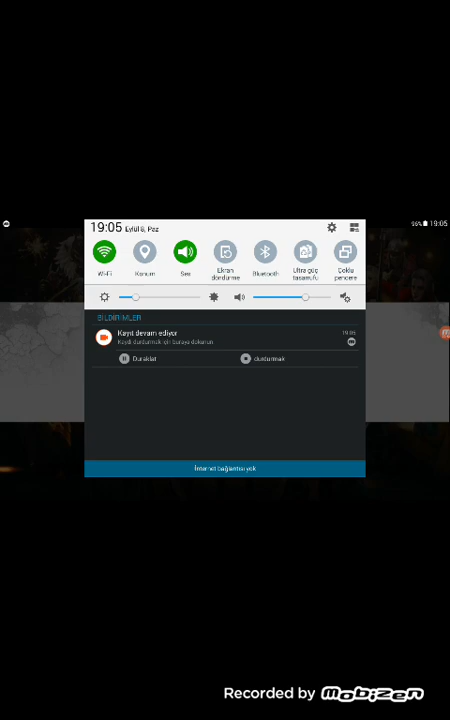 19:05 Eylül 8, Paz
96% 19:05
Wi-Fi
Konum
Ses
Ekran döndürme
Bluetooth
Ultra güç tasarrufu
Çoklu pencere
BİLDİRİMLER
Kayıt devam ediyor 19:05
Kaydı durdurmak için buraya dokunun
Duraklat
durdurmak
İnternet bağlantısı yok
Recorded by Mobizen